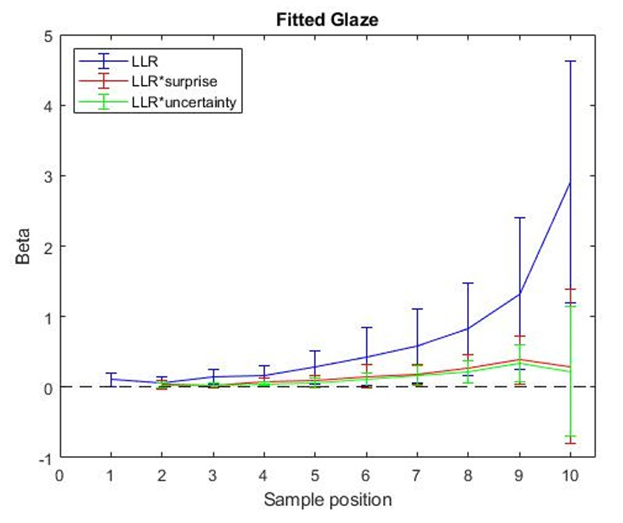 Fitted Glaze
5
LLR
LLR*surprise
LLR*uncertainty
4
3
Beta
2
1
0
-1
0 1 2 3 4 5 6 7 8 9 10
Sample position